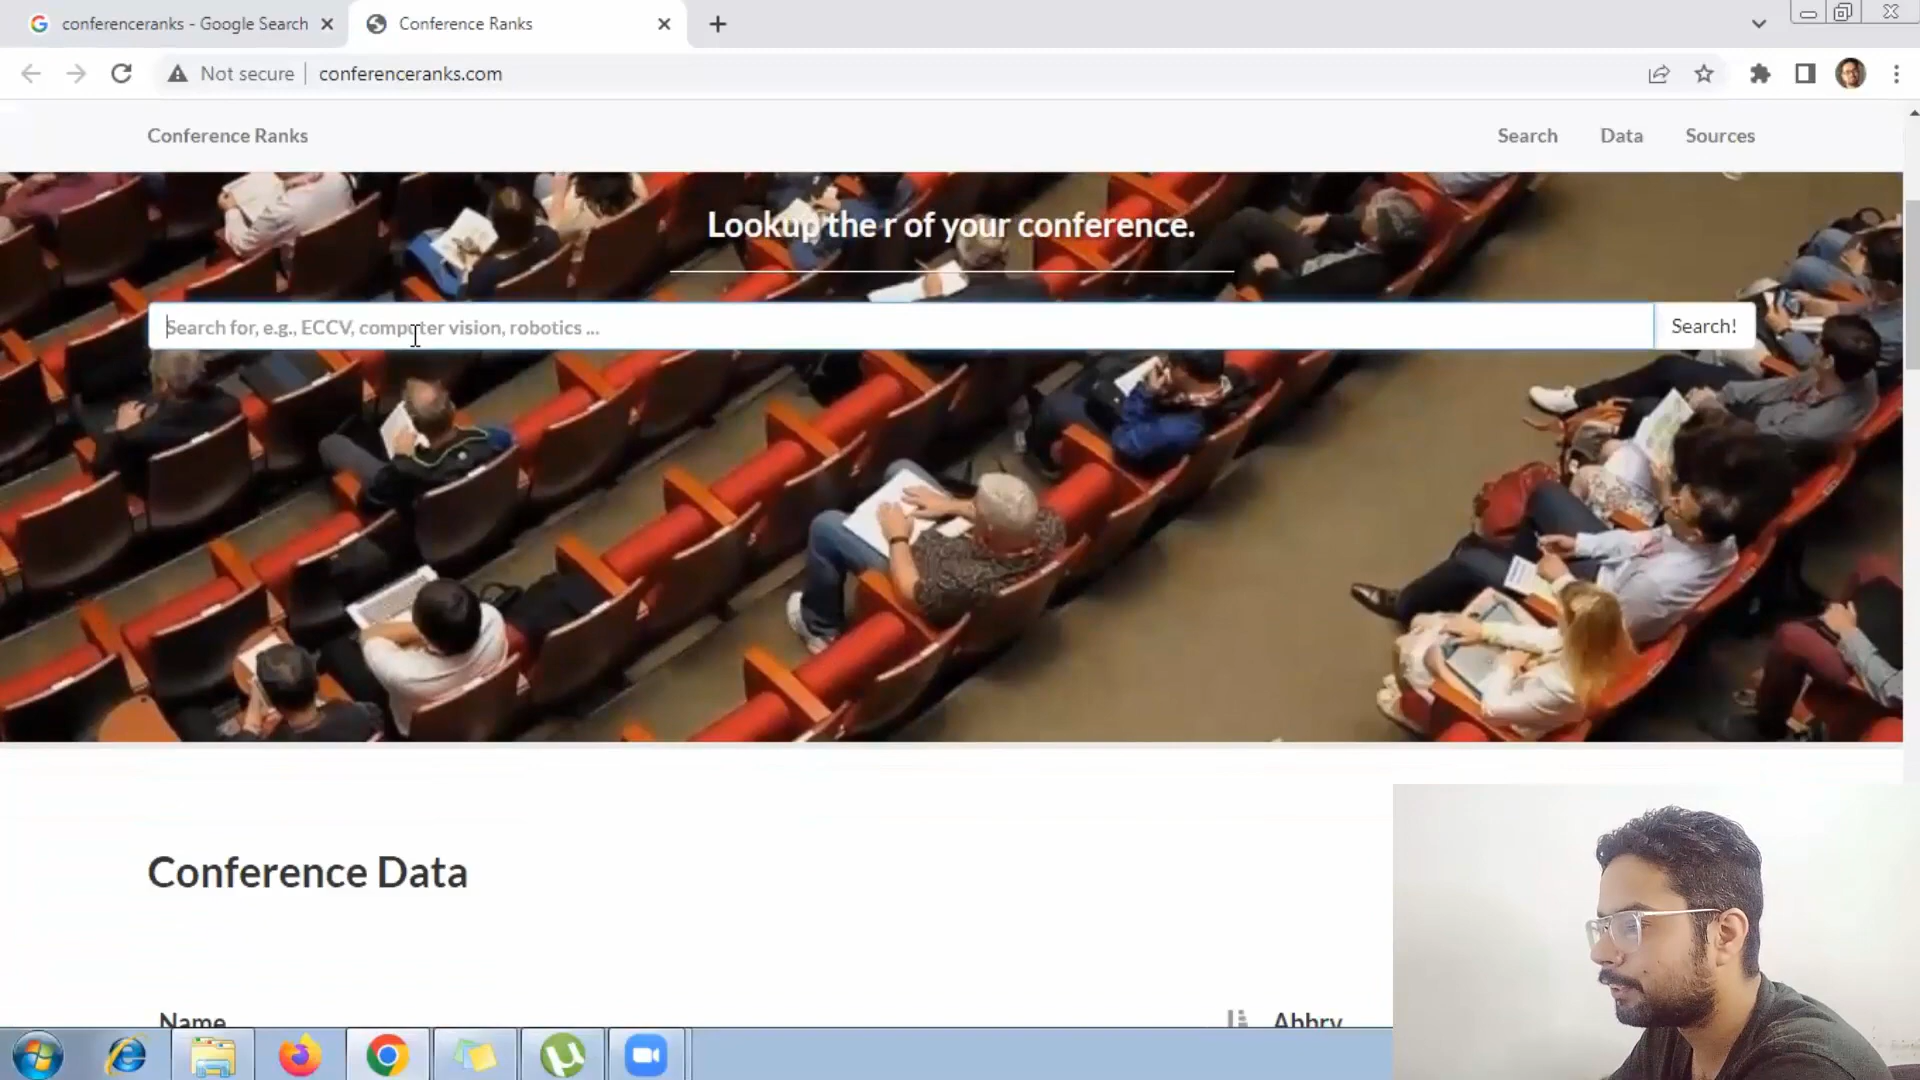 conferenceranks - Google Search
Conference Ranks
Not secure
conferenceranks.com
Conference Ranks
Search
Data
Sources
Lookup the r of your conference.
Search for, e.g., ECCV, computer vision, robotics ...
Search!
Conference Data
Name
Abbrv